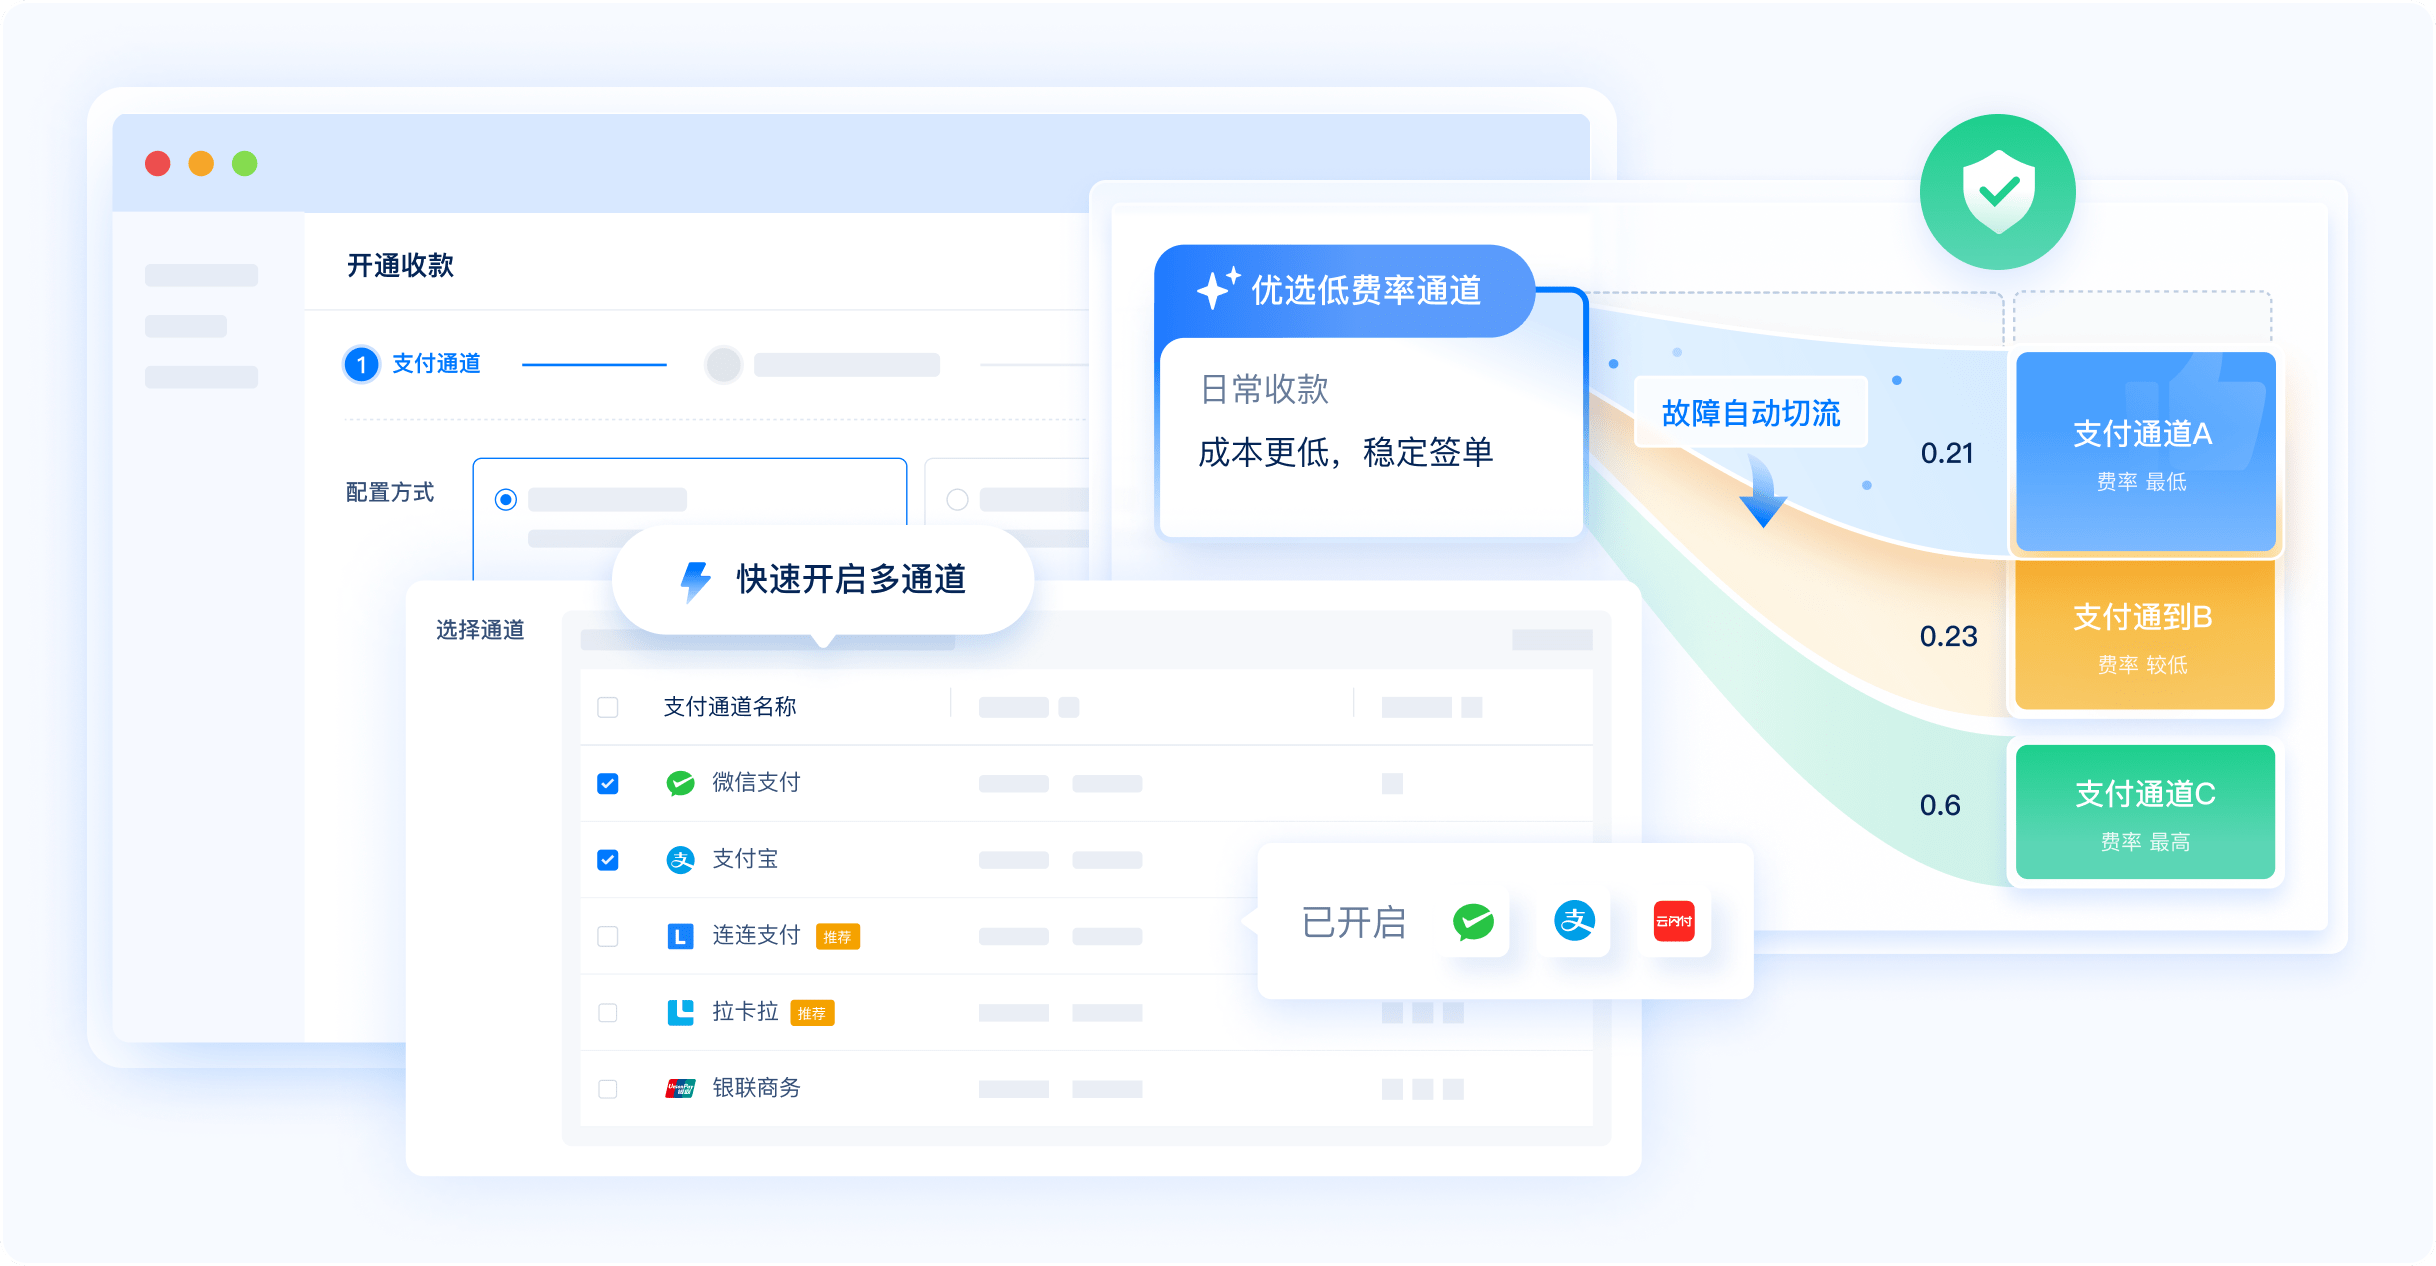 开通收款
1 支付通道
配置方式
快速开启多通道
选择通道
支付通道名称
微信支付
支付宝
连连支付 推荐
拉卡拉 推荐
银联商务
已开启
云闪付
优选低费率通道
日常收款
成本更低，稳定签单
故障自动切流
0.21
支付通道A
费率 最低
0.23
支付通到B
费率 较低
0.6
支付通道C
费率 最高